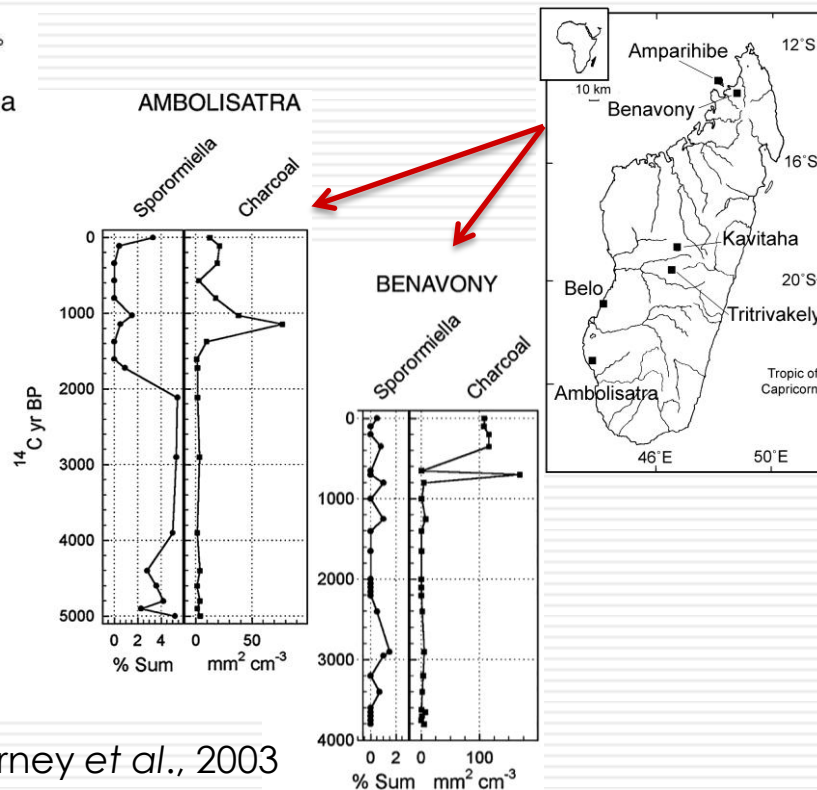 %
a
AMBOLISATRA
Sporormiella
Charcoal
0
1000
2000
3000
4000
5000
¹⁴C yr BP
0 2 4
0 50
% Sum
mm² cm⁻³
BENAVONY
Sporormiella
Charcoal
0
1000
2000
3000
4000
0 2
0 100
% Sum
mm² cm⁻³
10 km
Amparihibe
Benavony
12°S
16°S
Kavitaha
Belo
20°S
Tritrivakely
Ambolisatra
Tropic of
Capricorn
46°E
50°E
rney et al., 2003